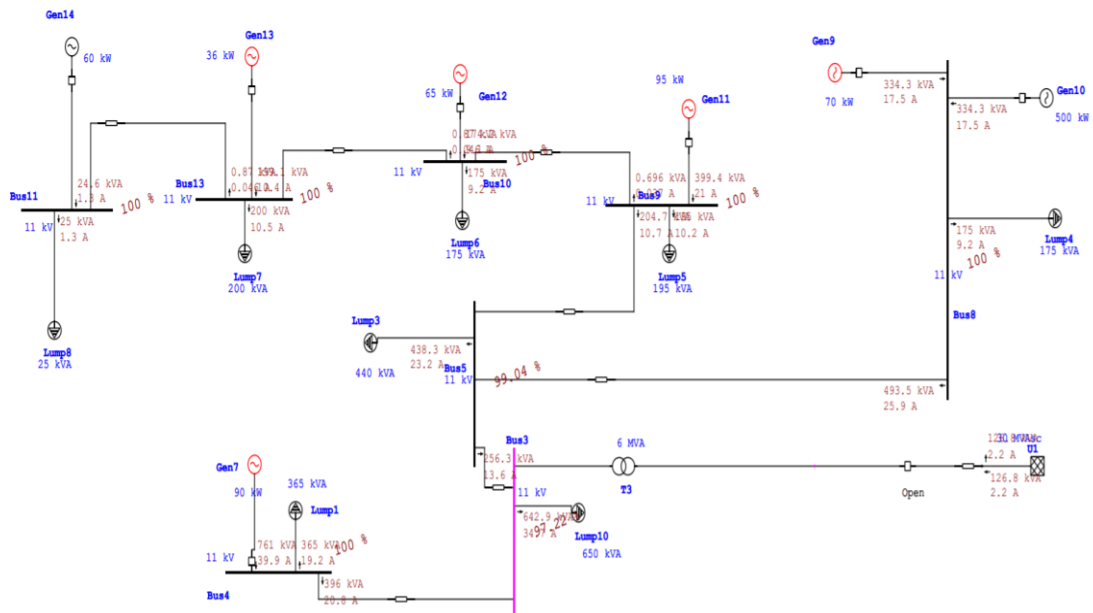 Gen14
60 kW
Gen13
36 kW
65 kW
Gen12
95 kW
Gen11
Gen9
334.3 kVA
17.5 A
70 kW
334.3 kVA
17.5 A
Gen10
500 kW
24.6 kVA
Bus11
100 %
11 kV
25 kVA
1.3 A
Lump8
25 kVA
Bus13
11 kV
100 %
200 kVA
10.5 A
Lump7
200 kVA
100 %
11 kV
175 kVA
Bus10
9.2 A
Lump6
175 kVA
0.696 kVA
399.4 kVA
Bus9
21 A
11 kV
100 %
204.7
10.7
10.2 A
Lump5
195 kVA
175 kVA
9.2 A
Lump4
175 kVA
100 %
11 kV
Bus8
Lump3
438.3 kVA
23.2 A
440 kVA
Bus5
11 kV
99.04 %
493.5 kVA
25.9 A
Bus3
256.3 kVA
13.6 A
6 MVA
T3
11 kV
2.2 A
U1
126.8 kVA
2.2 A
Open
642.9
97.22
Lump10
650 kVA
Gen7
90 kW
365 kVA
Lump1
761 kVA
365 kVA
100 %
11 kV
39.9 A
19.2 A
396 kVA
20.8 A
Bus4